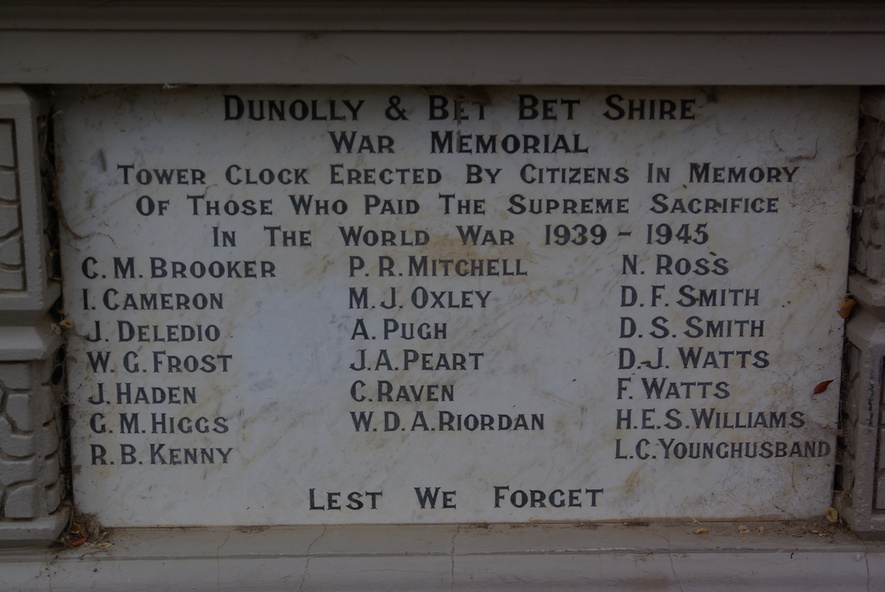 DUNOLLY & BET BET SHIRE
WAR MEMORIAL
TOWER CLOCK ERECTED BY CITIZENS IN MEMORY
OF THOSE WHO PAID THE SUPREME SACRIFICE
IN THE WORLD WAR 1939 - 1945
C. M. BROOKER P. R. MITCHELL N. ROSS
I. CAMERON M. J. OXLEY D. F. SMITH
J. DELEDIO A. PUGH D. S. SMITH
W. G. FROST J. A. PEART D. J. WATTS
J. HADEN C. RAVEN F. WATTS
G. M. HIGGS W. D. A. RIORDAN H. E. S. WILLIAMS
R. B. KENNY L. C. YOUNGHUSBAND
LEST WE FORGET